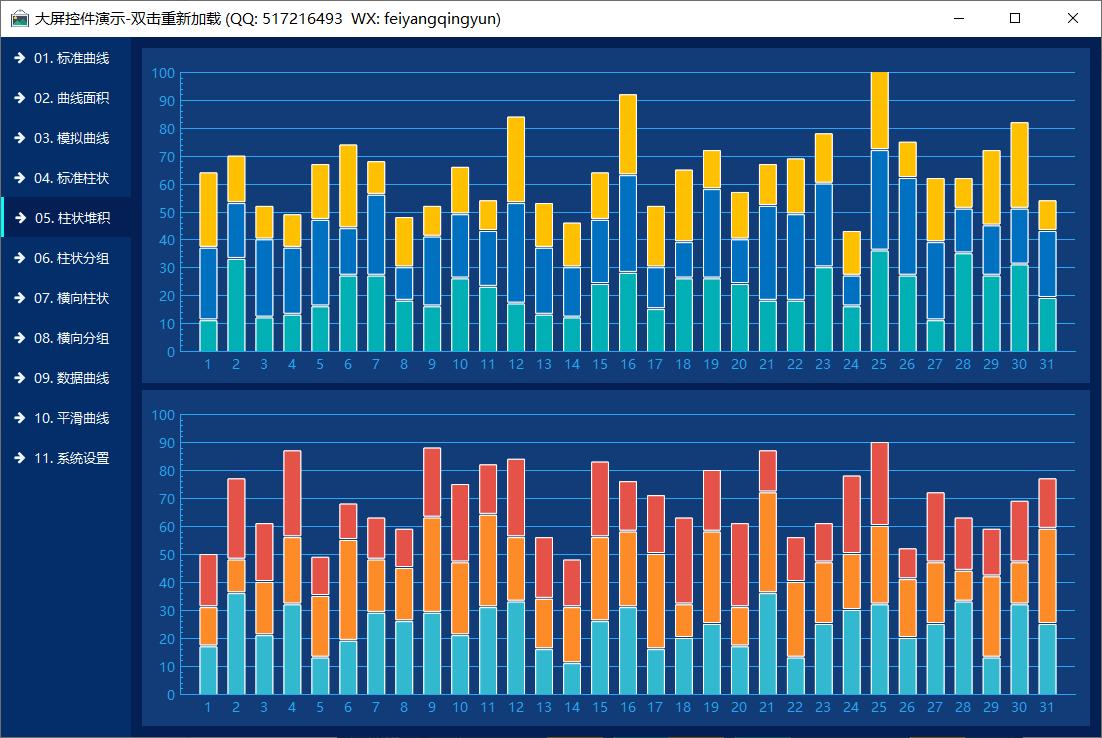 大屏控件演示-双击重新加载 (QQ: 517216493  WX: feiyangqingyun)
01. 标准曲线
02. 曲线面积
03. 模拟曲线
04. 标准柱状
05. 柱状堆积
06. 柱状分组
07. 横向柱状
08. 横向分组
09. 数据曲线
10. 平滑曲线
11. 系统设置
100
90
80
70
60
50
40
30
20
10
0
1 2 3 4 5 6 7 8 9 10 11 12 13 14 15 16 17 18 19 20 21 22 23 24 25 26 27 28 29 30 31
100
90
80
70
60
50
40
30
20
10
0
1 2 3 4 5 6 7 8 9 10 11 12 13 14 15 16 17 18 19 20 21 22 23 24 25 26 27 28 29 30 31